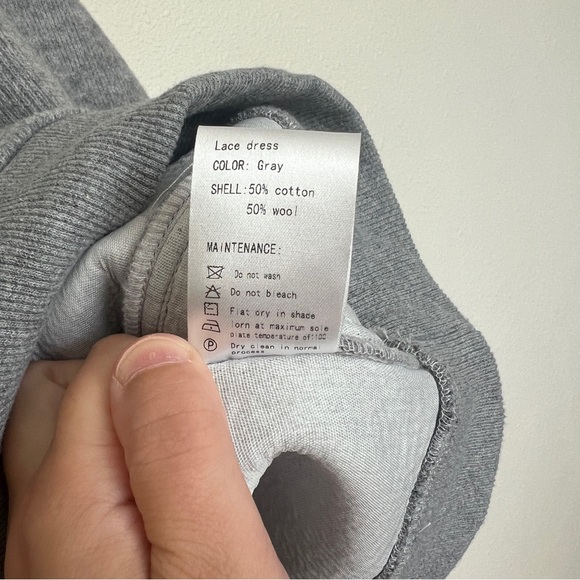 Lace dress
COLOR: Gray
SHELL:50% cotton
50% wool
MAINTENANCE:
Do not wash
Do not bleach
Flat dry in shade
Iorn at maximum sole
plate temperature of110C
P Dry clean in normal
process